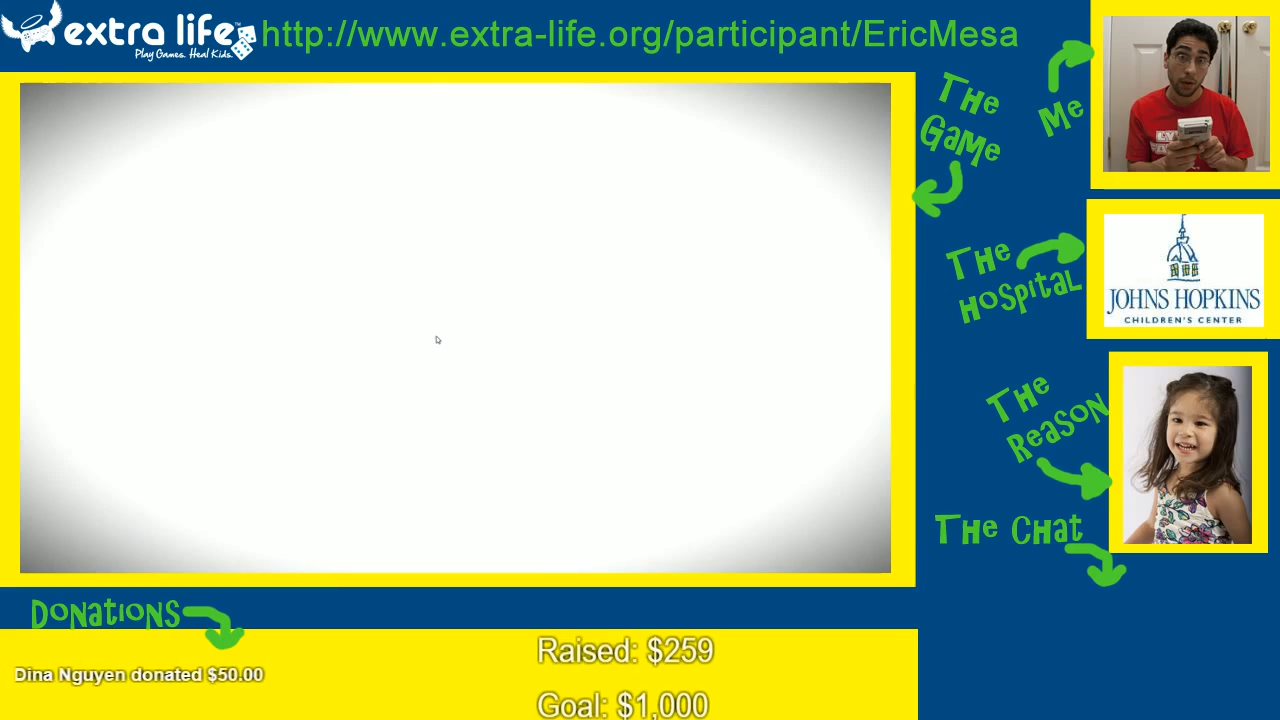 extra life
Play Games. Heal Kids.
http://www.extra-life.org/participant/EricMesa
Me
The
Game
The
Hospital
JOHNS HOPKINS
CHILDREN'S CENTER
The
Reason
The Chat
Donations
Dina Nguyen donated $50.00
Raised: $259
Goal: $1,000